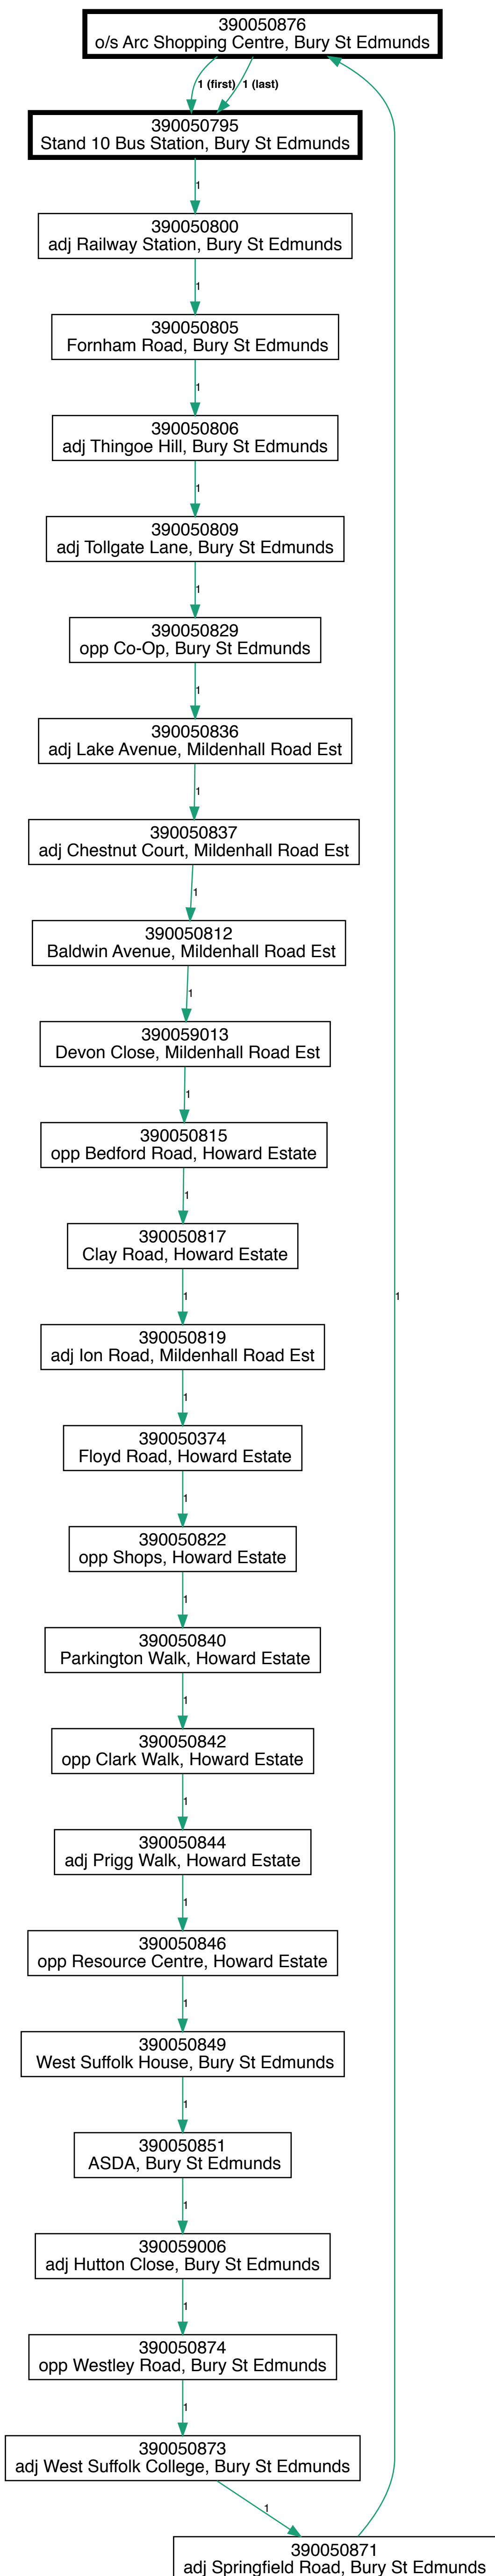 390050876
o/s Arc Shopping Centre, Bury St Edmunds
1 (first) 1 (last)
390050795
Stand 10 Bus Station, Bury St Edmunds
1
390050800
adj Railway Station, Bury St Edmunds
1
390050805
Fornham Road, Bury St Edmunds
1
390050806
adj Thingoe Hill, Bury St Edmunds
1
390050809
adj Tollgate Lane, Bury St Edmunds
1
390050829
opp Co-Op, Bury St Edmunds
1
390050836
adj Lake Avenue, Mildenhall Road Est
1
390050837
adj Chestnut Court, Mildenhall Road Est
1
390050812
Baldwin Avenue, Mildenhall Road Est
1
390059013
Devon Close, Mildenhall Road Est
1
390050815
opp Bedford Road, Howard Estate
1
390050817
Clay Road, Howard Estate
1
1
390050819
adj Ion Road, Mildenhall Road Est
1
390050374
Floyd Road, Howard Estate
1
390050822
opp Shops, Howard Estate
1
390050840
Parkington Walk, Howard Estate
1
390050842
opp Clark Walk, Howard Estate
1
390050844
adj Prigg Walk, Howard Estate
1
390050846
opp Resource Centre, Howard Estate
1
390050849
West Suffolk House, Bury St Edmunds
1
390050851
ASDA, Bury St Edmunds
1
390059006
adj Hutton Close, Bury St Edmunds
1
390050874
opp Westley Road, Bury St Edmunds
1
390050873
adj West Suffolk College, Bury St Edmunds
1
390050871
adj Springfield Road, Bury St Edmunds